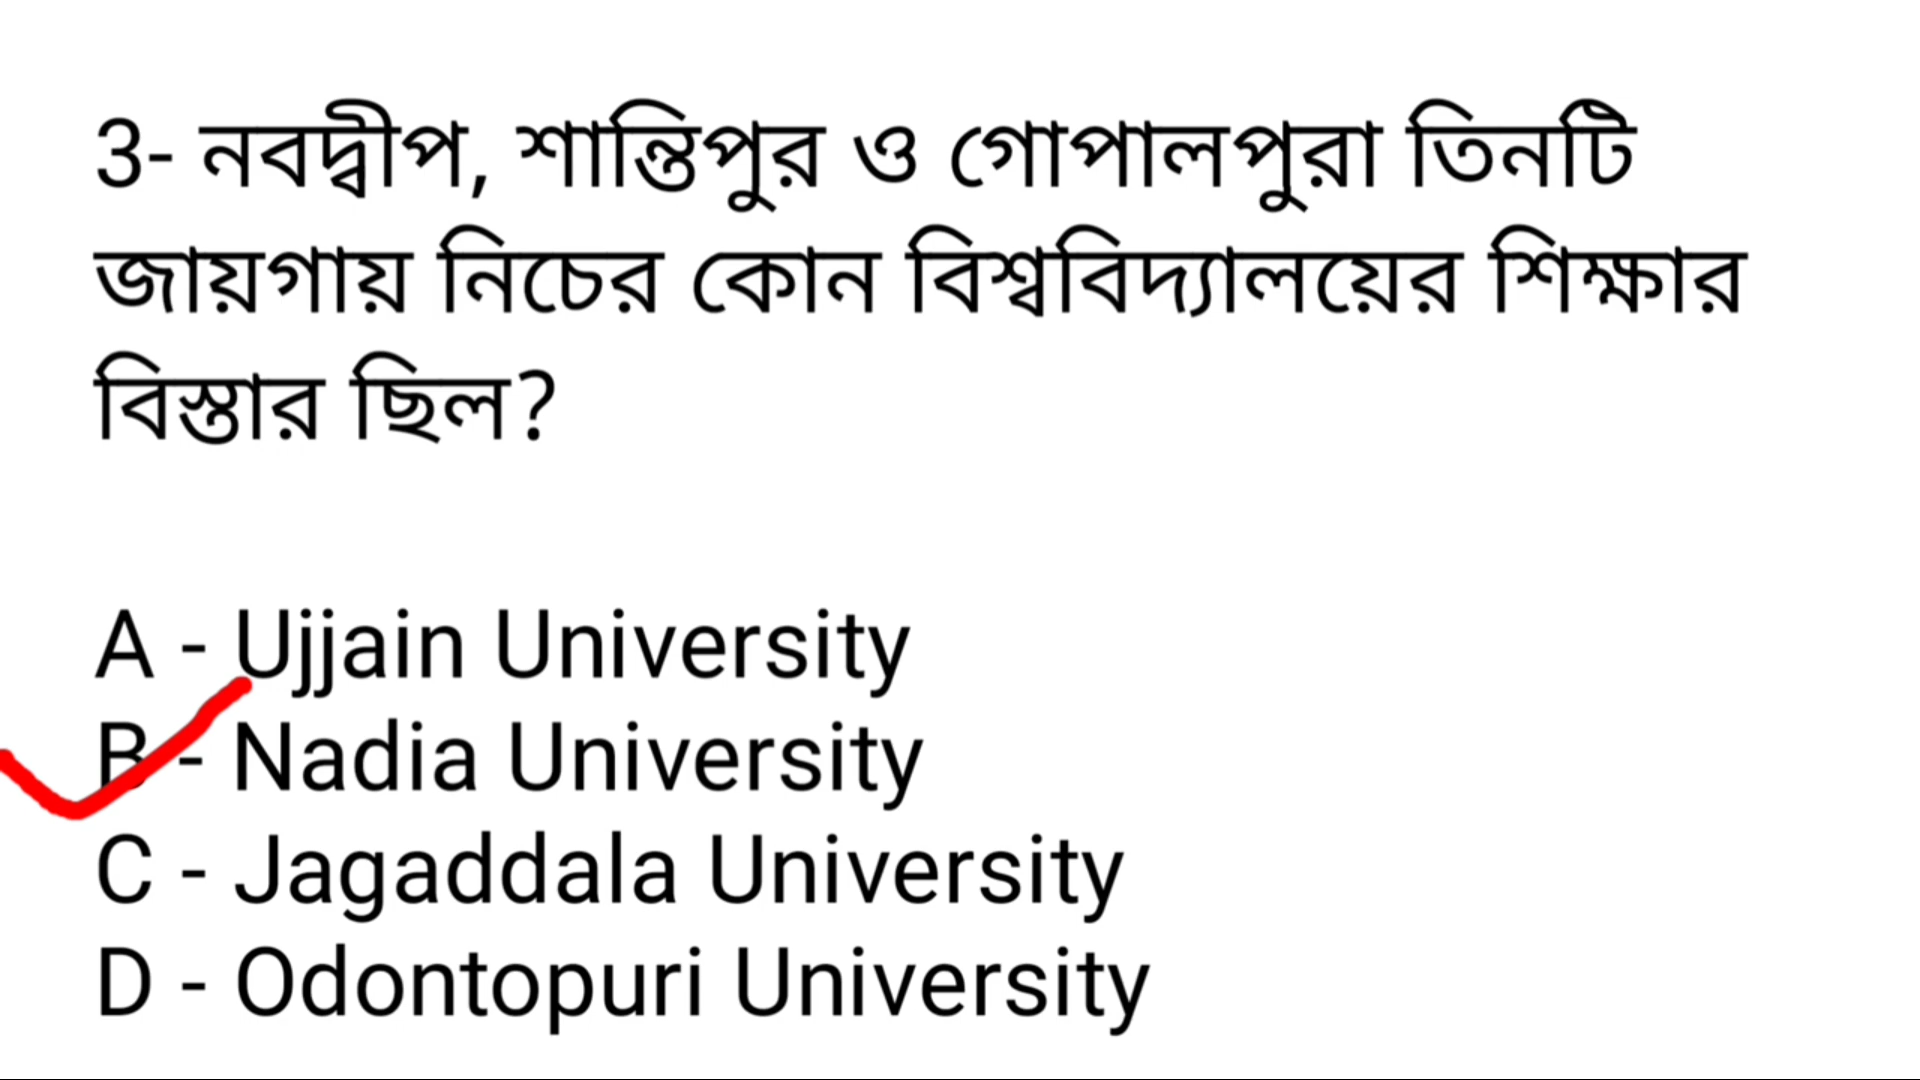 3- নবদ্বীপ, শান্তিপুর ও গোপালপুরা তিনটি
জায়গায় নিচের কোন বিশ্ববিদ্যালয়ের শিক্ষার
বিস্তার ছিল?
A - Ujjain University
B - Nadia University
C - Jagaddala University
D - Odontopuri University